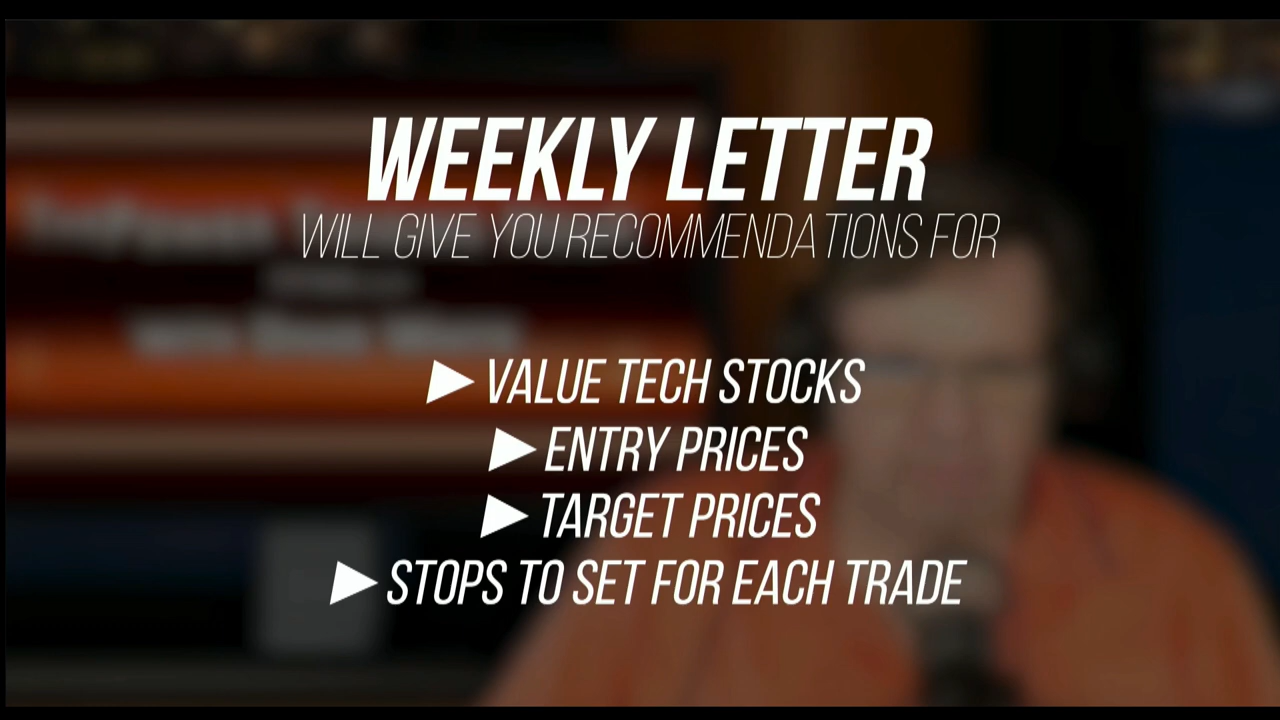 WEEKLY LETTER
WILL GIVE YOU RECOMMENDATIONS FOR
► VALUE TECH STOCKS
► ENTRY PRICES
► TARGET PRICES
► STOPS TO SET FOR EACH TRADE